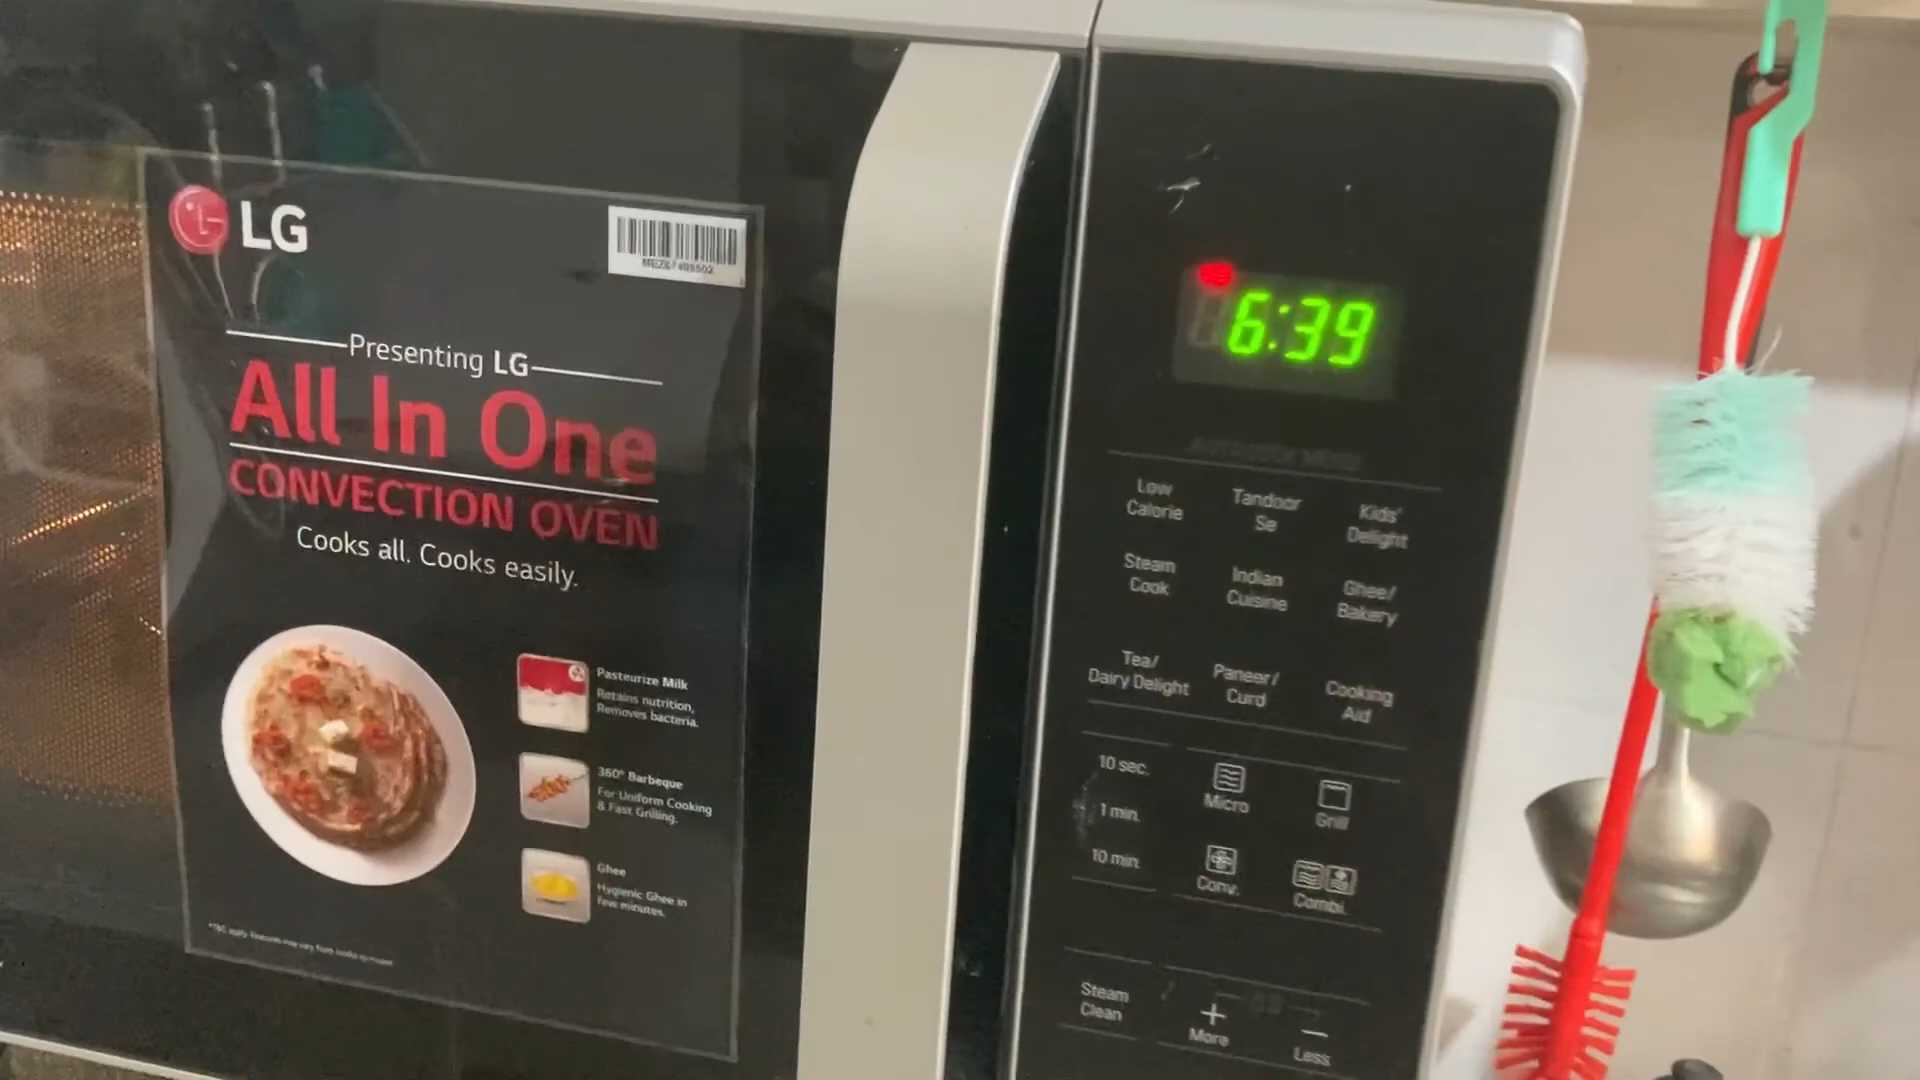 LG
Presenting LG
All In One
CONVECTION OVEN
Cooks all. Cooks easily.
Pasteurize Milk
Retains nutrition,
Removes bacteria.
360° Barbeque
For Uniform Cooking
& Fast Grilling.
Ghee
Hygienic Ghee in
few minutes.
6:39
Low
Calorie
Tandoor
Se
Kids'
Delight
Steam
Cook
Indian
Cuisine
Ghee/
Bakery
Tea/
Dairy Delight
Paneer/
Curd
Cooking
Aid
10 sec.
1 min.
10 min.
Micro
Grill
Conv.
Combi.
Steam
Clean
+
More
−
Less